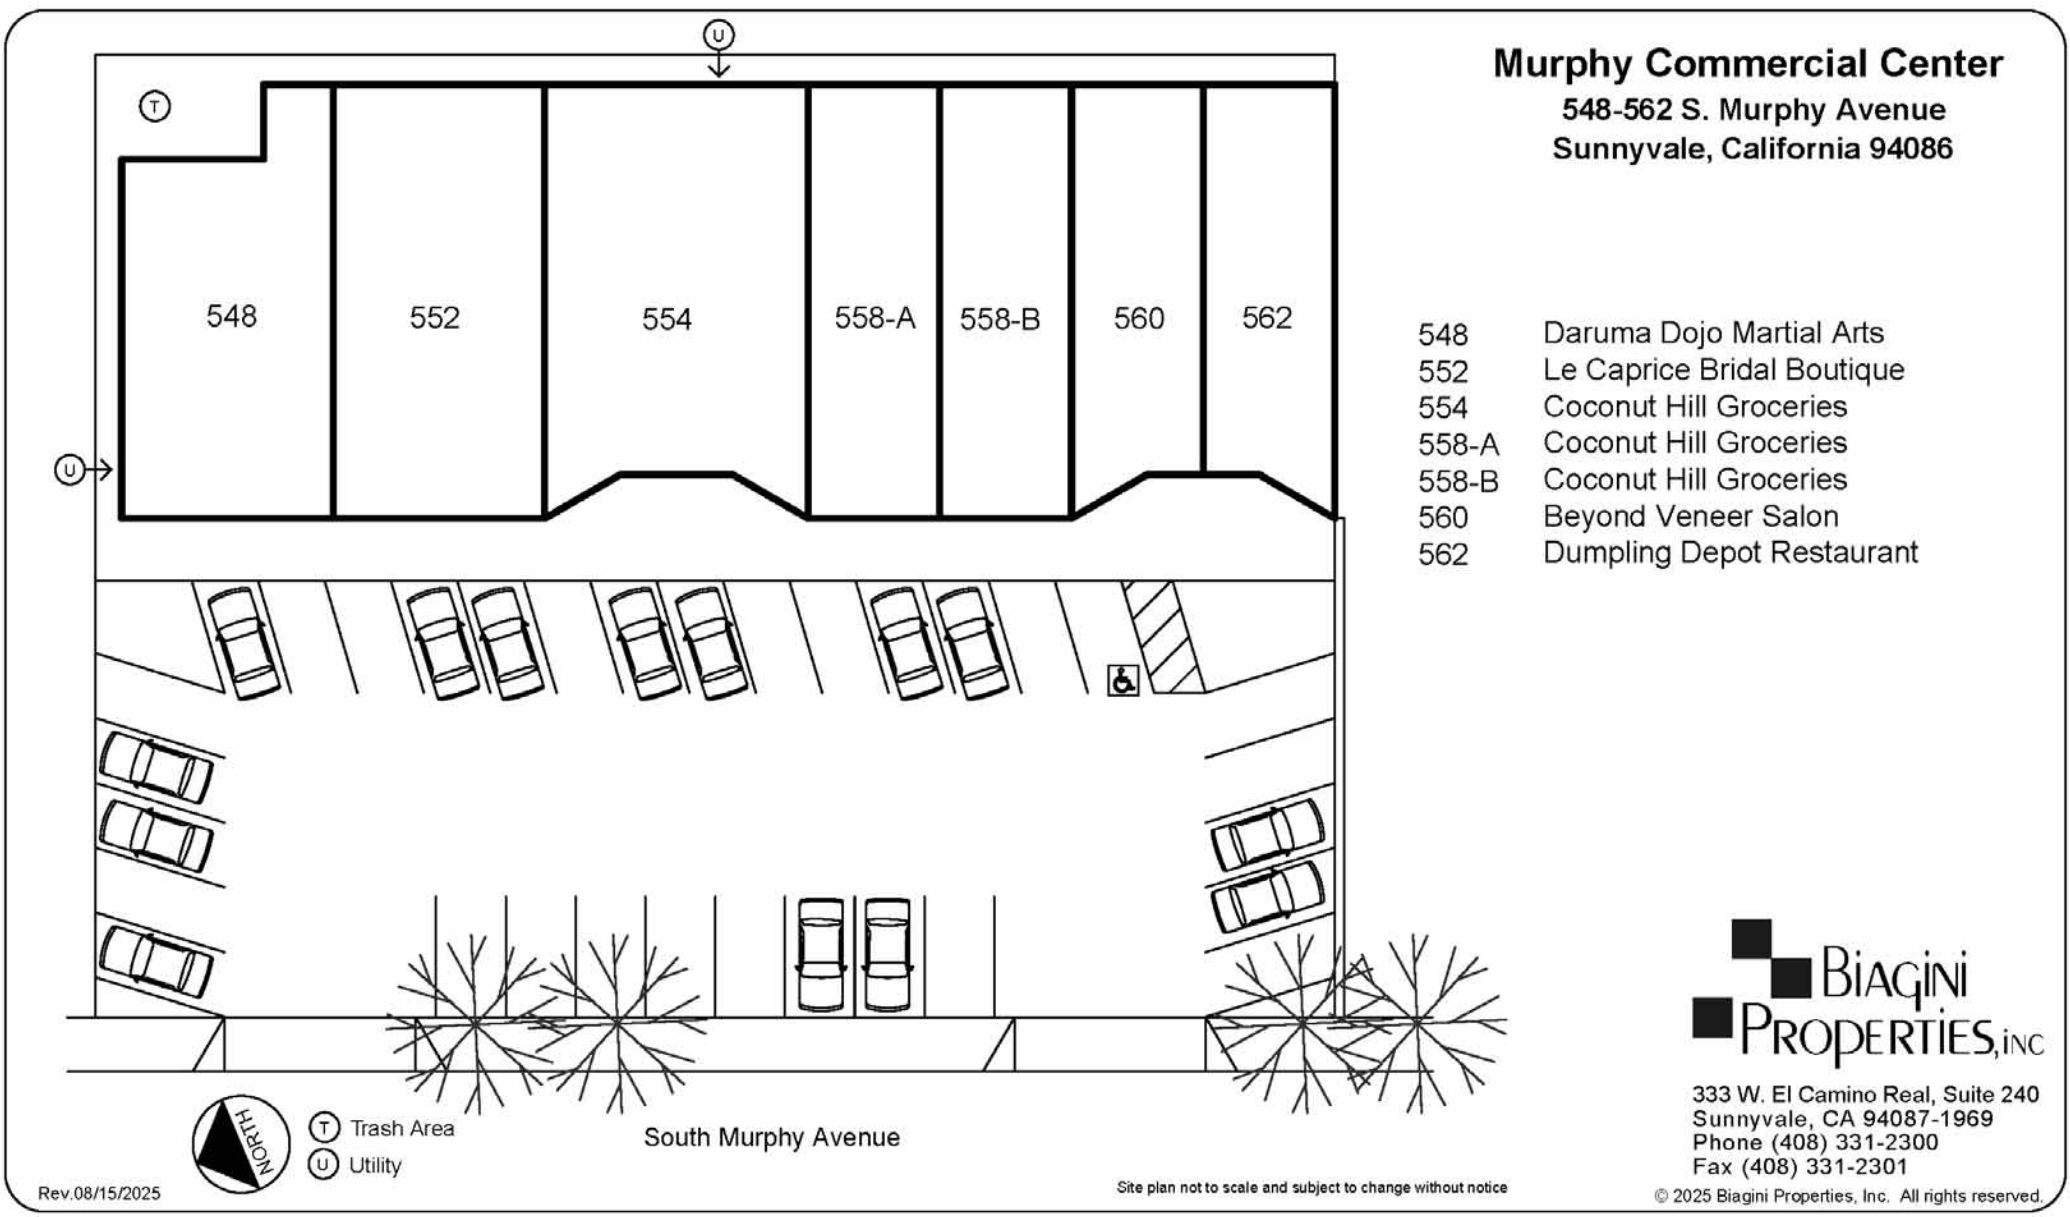 U
Murphy Commercial Center
548-562 S. Murphy Avenue
Sunnyvale, California 94086
T
548 552 554 558-A 558-B 560 562
548 Daruma Dojo Martial Arts
552 Le Caprice Bridal Boutique
554 Coconut Hill Groceries
558-A Coconut Hill Groceries
558-B Coconut Hill Groceries
560 Beyond Veneer Salon
562 Dumpling Depot Restaurant
U
BIAGINI
PROPERTIES, INC
333 W. El Camino Real, Suite 240
Sunnyvale, CA 94087-1969
Phone (408) 331-2300
Fax (408) 331-2301
© 2025 Biagini Properties, Inc. All rights reserved.
NORTH
T Trash Area
U Utility
South Murphy Avenue
Rev.08/15/2025
Site plan not to scale and subject to change without notice